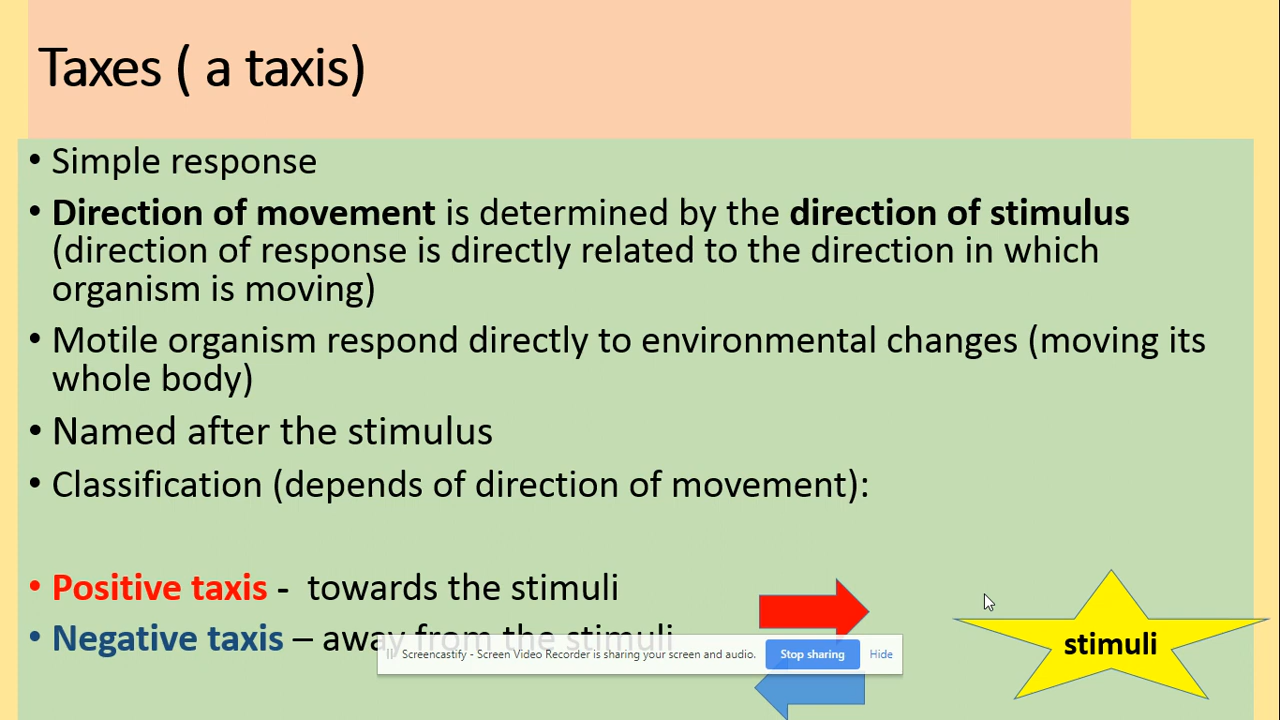 Taxes ( a taxis)
• Simple response
• Direction of movement is determined by the direction of stimulus
(direction of response is directly related to the direction in which
organism is moving)
• Motile organism respond directly to environmental changes (moving its
whole body)
• Named after the stimulus
• Classification (depends of direction of movement):
• Positive taxis - towards the stimuli
• Negative taxis – away from the stimuli
stimuli
Screencastify - Screen Video Recorder is sharing your screen and audio.
Stop sharing
Hide